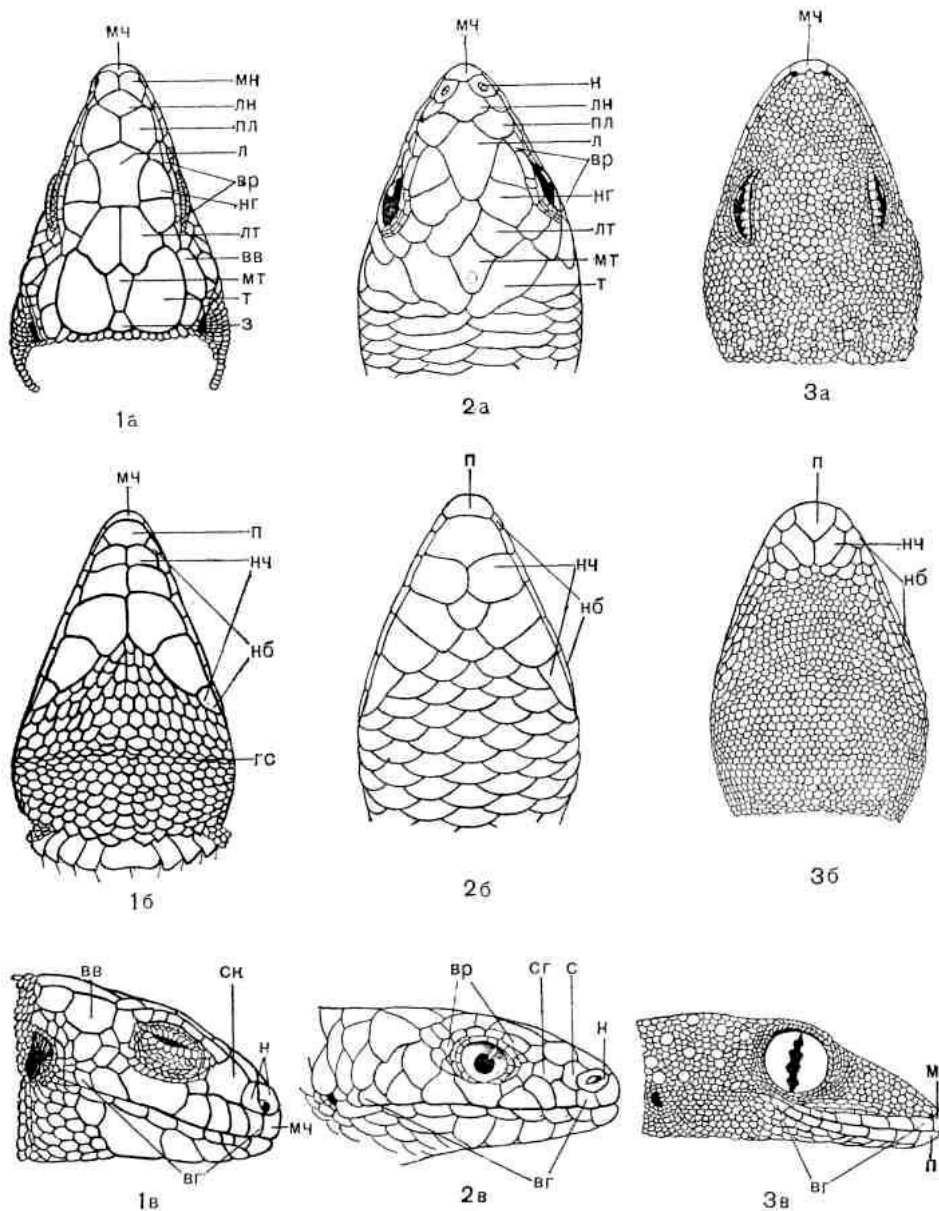 мч
мн
лн
пл
л
вр
нг
лт
вв
мт
т
з
1а
мч
н
лн
пл
л
вр
нг
лт
мт
т
2а
мч
3а
мч
п
нч
нб
гс
1б
п
нч
нб
2б
п
нч
нб
3б
вв
ск
н
мч
вг
1в
вр
сг
с
н
вг
2в
м
п
вг
3в